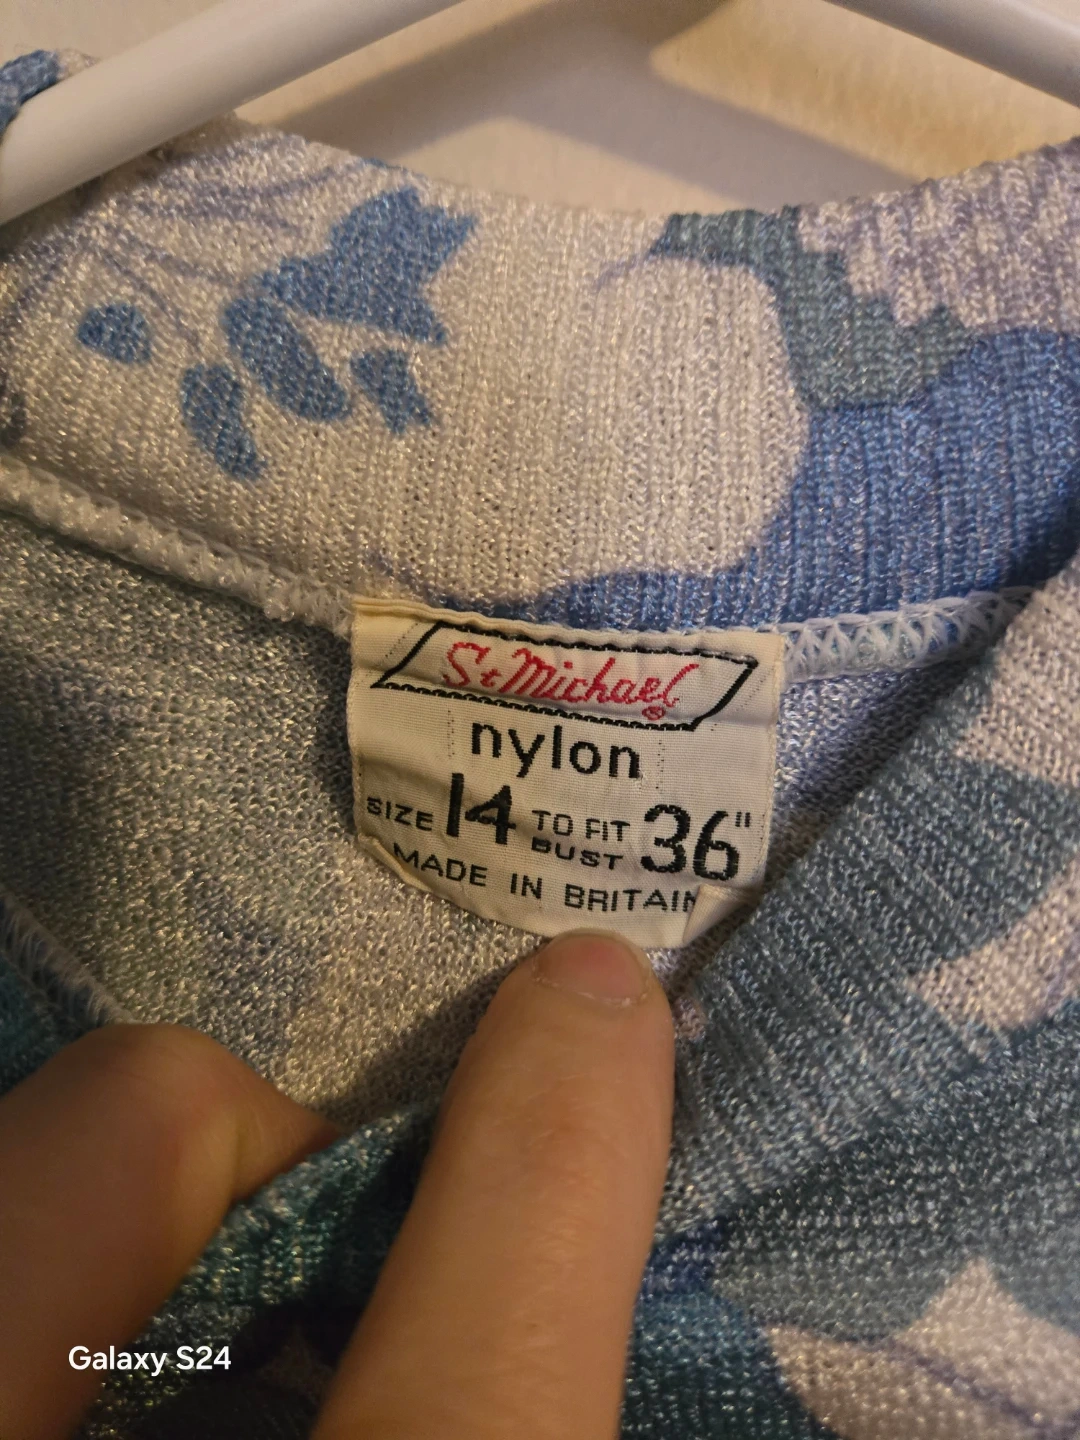 St Michael®
nylon
SIZE 14 TO FIT BUST 36"
MADE IN BRITAIN
Galaxy S24